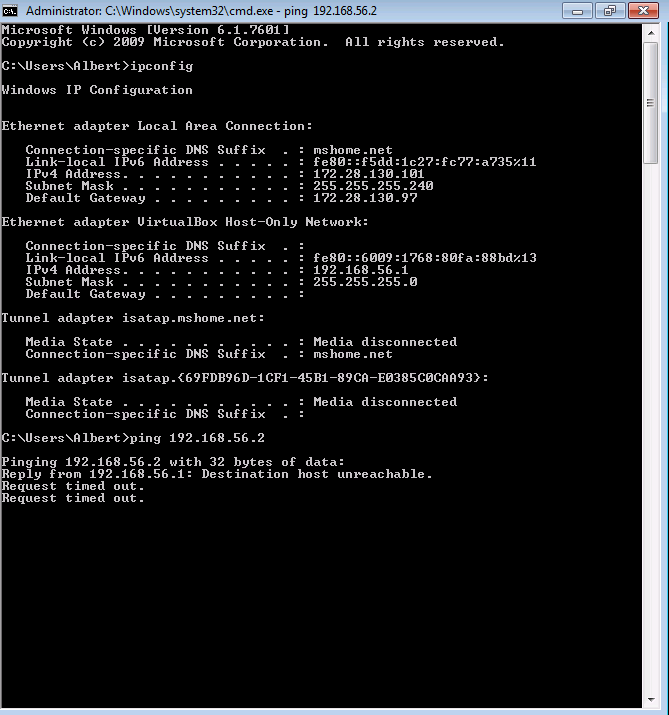 Administrator: C:\Windows\system32\cmd.exe - ping 192.168.56.2
Microsoft Windows [Version 6.1.7601]
Copyright (c) 2009 Microsoft Corporation.  All rights reserved.
C:\Users\Albert>ipconfig
Windows IP Configuration
Ethernet adapter Local Area Connection:
   Connection-specific DNS Suffix  . : mshome.net
   Link-local IPv6 Address . . . . . : fe80::f5dd:1c27:fc77:a735%11
   IPv4 Address. . . . . . . . . . . : 172.28.130.101
   Subnet Mask . . . . . . . . . . . : 255.255.255.240
   Default Gateway . . . . . . . . . : 172.28.130.97
Ethernet adapter VirtualBox Host-Only Network:
   Connection-specific DNS Suffix  . :
   Link-local IPv6 Address . . . . . : fe80::6009:1768:80fa:88bd%13
   IPv4 Address. . . . . . . . . . . : 192.168.56.1
   Subnet Mask . . . . . . . . . . . : 255.255.255.0
   Default Gateway . . . . . . . . . :
Tunnel adapter isatap.mshome.net:
   Media State . . . . . . . . . . . : Media disconnected
   Connection-specific DNS Suffix  . : mshome.net
Tunnel adapter isatap.{69FDB96D-1CF1-45B1-89CA-E0385C0CAA93}:
   Media State . . . . . . . . . . . : Media disconnected
   Connection-specific DNS Suffix  . :
C:\Users\Albert>ping 192.168.56.2
Pinging 192.168.56.2 with 32 bytes of data:
Reply from 192.168.56.1: Destination host unreachable.
Request timed out.
Request timed out.